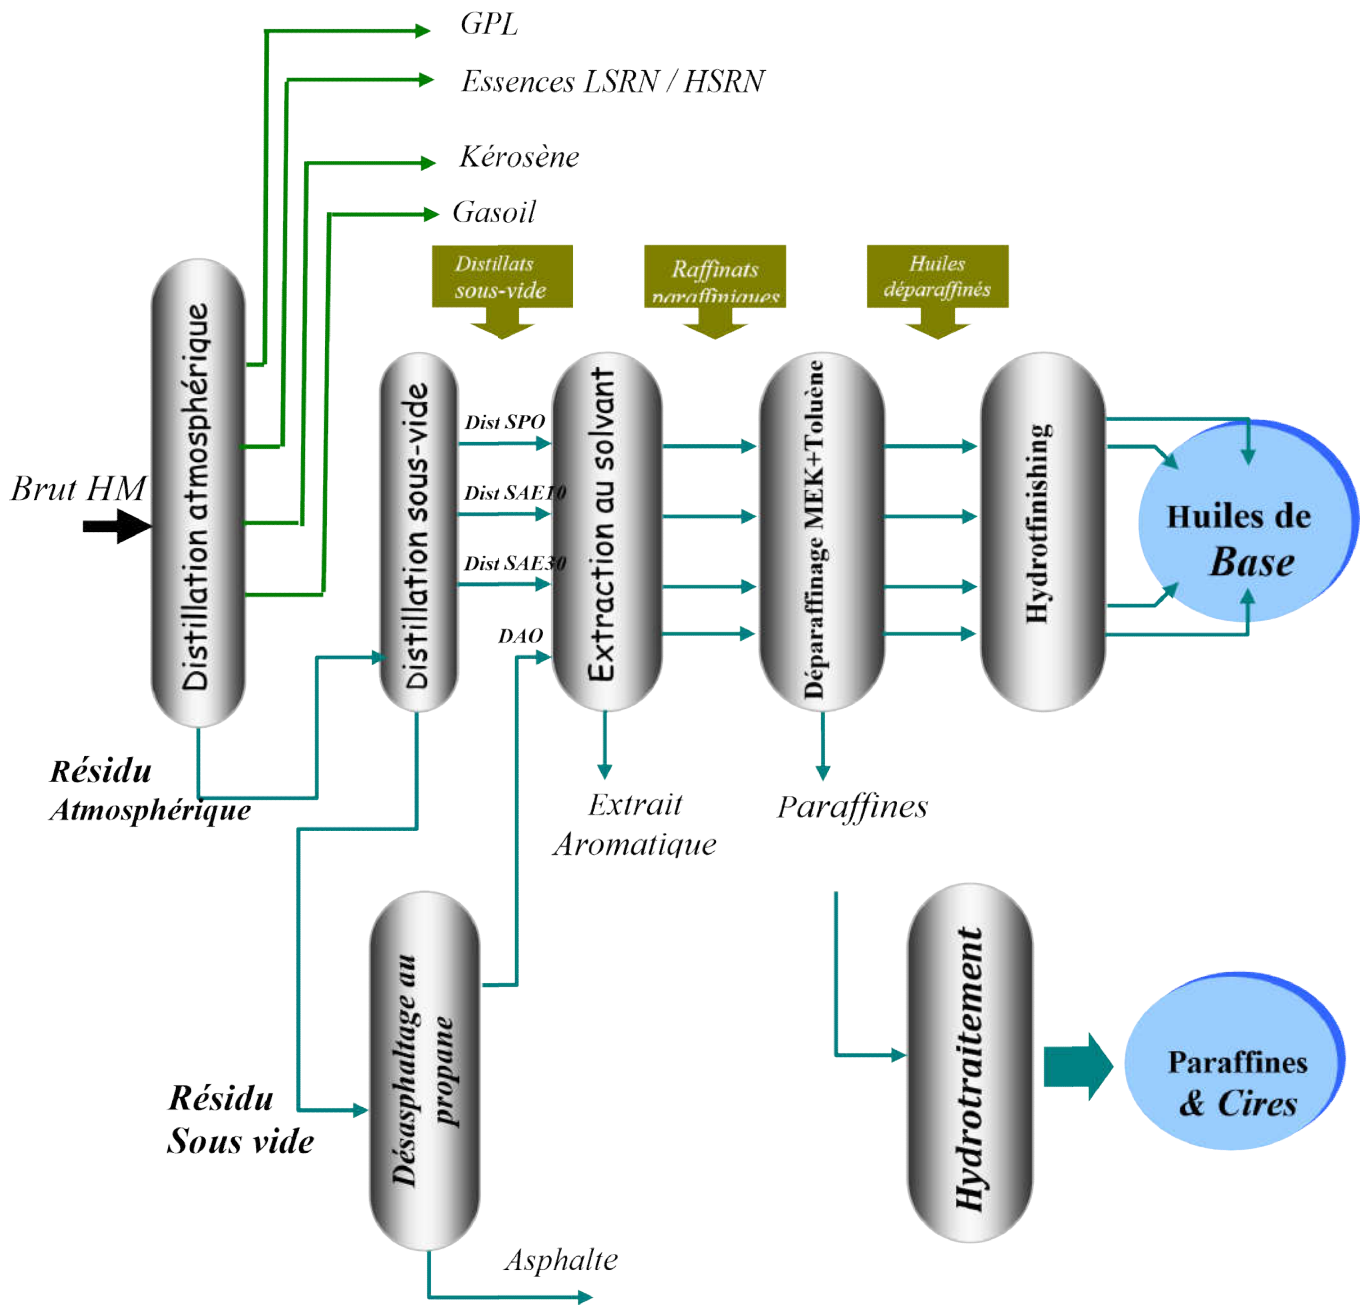 GPL
Essences LSRN / HSRN
Kérosène
Gasoil
Distillats
sous-vide
Raffinats
paraffiniques
Huiles
déparaffinés
Brut HM
Distillation atmosphérique
Distillation sous-vide
Dist SPO
Dist SAE10
Dist SAE30
DAO
Extraction au solvant
Déparaffinage MEK+Toluène
Hydrotfinishing
Huiles de
Base
Résidu
Atmosphérique
Extrait
Aromatique
Paraffines
Résidu
Sous vide
Désasphaltage au
propane
Asphalte
Hydrotraitement
Paraffines
& Cires